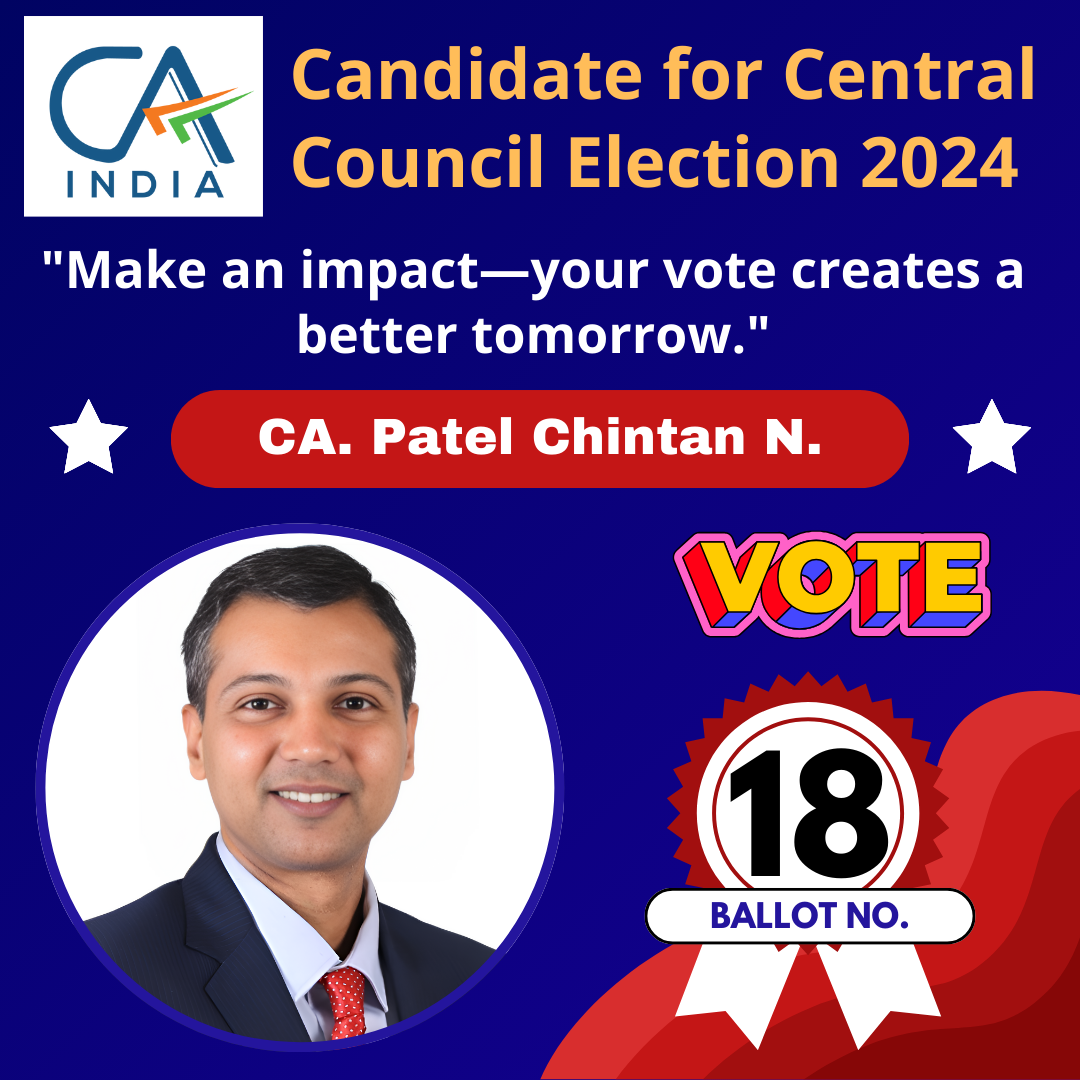 CA
INDIA
Candidate for Central
Council Election 2024
"Make an impact—your vote creates a
better tomorrow."
CA. Patel Chintan N.
VOTE
18
BALLOT NO.